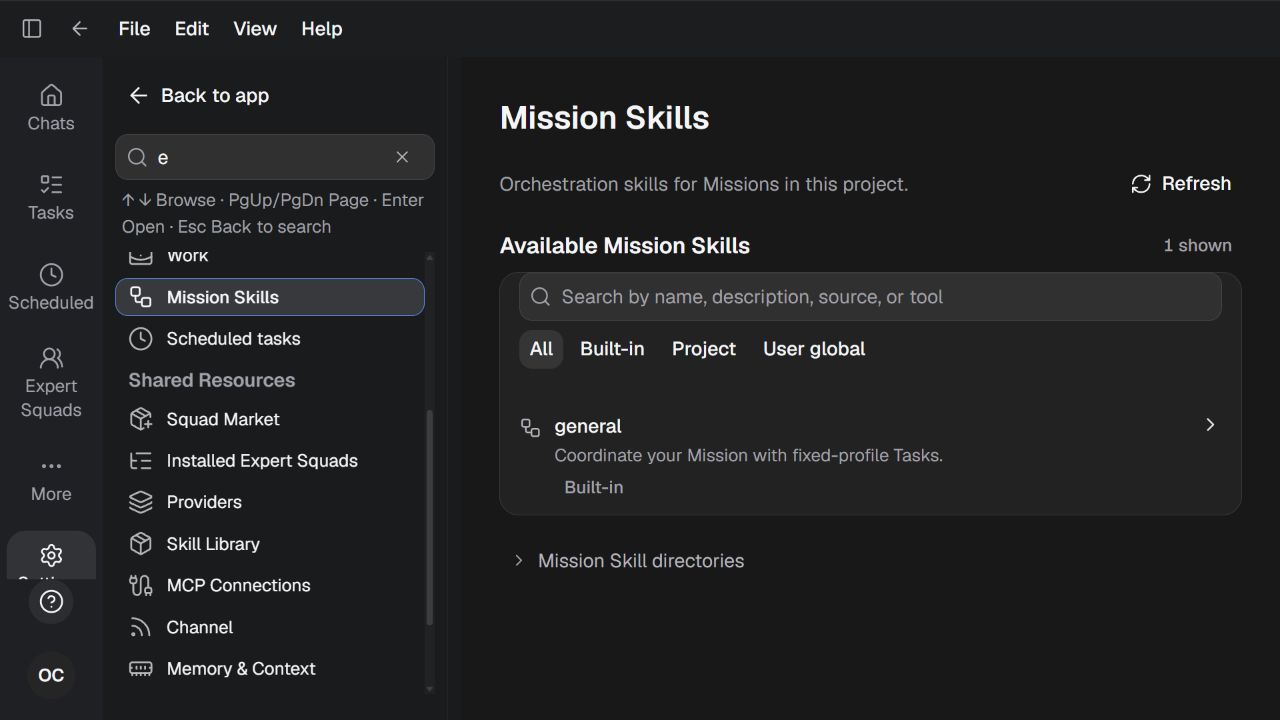 File Edit View Help
Chats
Tasks
Scheduled
Expert
Squads
More
OC
Back to app
e
Browse · PgUp/PgDn Page · Enter
Open · Esc Back to search
Work
Mission Skills
Scheduled tasks
Shared Resources
Squad Market
Installed Expert Squads
Providers
Skill Library
MCP Connections
Channel
Memory & Context
Mission Skills
Orchestration skills for Missions in this project.
Refresh
Available Mission Skills
1 shown
Search by name, description, source, or tool
All Built-in Project User global
general
Coordinate your Mission with fixed-profile Tasks.
Built-in
Mission Skill directories